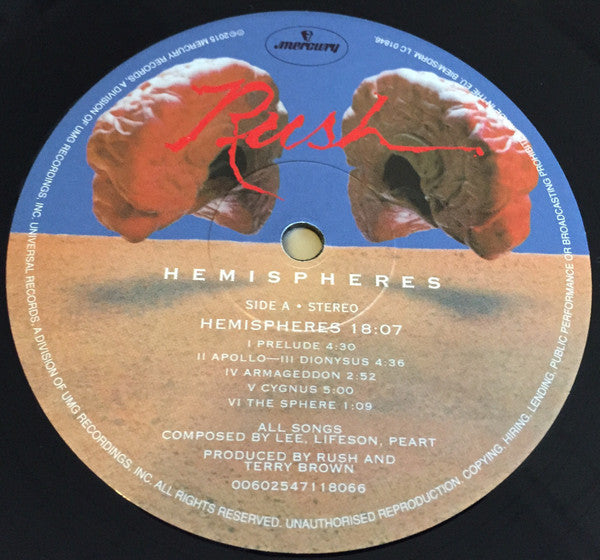 mercury
Rush
HEMISPHERES
SIDE A • STEREO
HEMISPHERES 18:07
I PRELUDE 4:30
II APOLLO—III DIONYSUS 4:36
IV ARMAGEDDON 2:52
V CYGNUS 5:00
VI THE SPHERE 1:09
ALL SONGS
COMPOSED BY LEE, LIFESON, PEART
PRODUCED BY RUSH AND
TERRY BROWN
00602547118066
℗©2015 MERCURY RECORDS, A DIVISION OF UMG RECORDINGS, INC. UNIVERSAL RECORDS, A DIVISION OF UMG RECORDINGS, INC. ALL RIGHTS RESERVED. UNAUTHORISED REPRODUCTION, COPYING, HIRING, LENDING, PUBLIC PERFORMANCE OR BROADCASTING PROHIBITED IN THE EU. BIEM/SDRM. LC 01846.